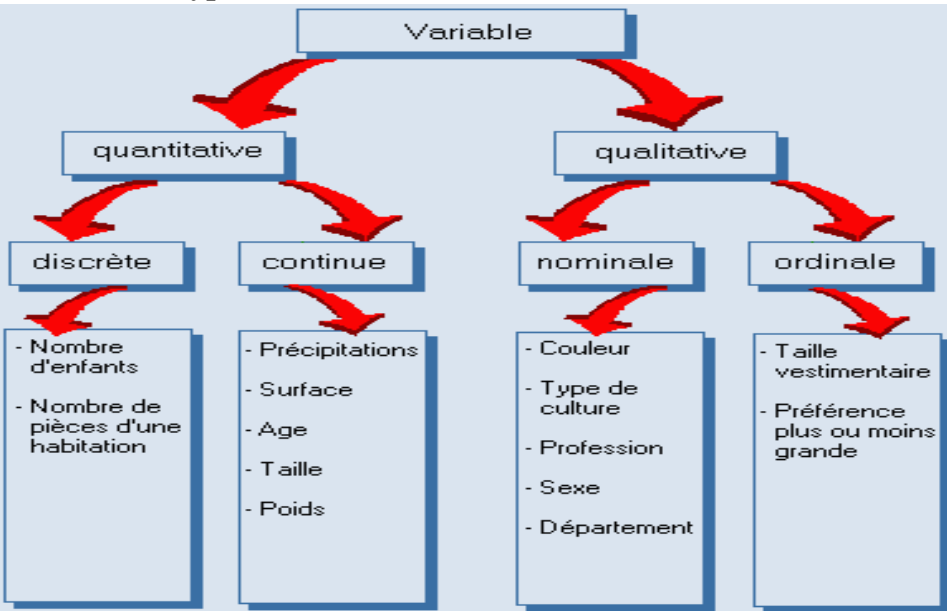 Variable
quantitative
qualitative
discrète
continue
nominale
ordinale
- Nombre
d'enfants
- Nombre de
pièces d'une
habitation
- Précipitations
- Surface
- Age
- Taille
- Poids
- Couleur
- Type de
culture
- Profession
- Sexe
- Département
- Taille
vestimentaire
- Préférence
plus ou moins
grande